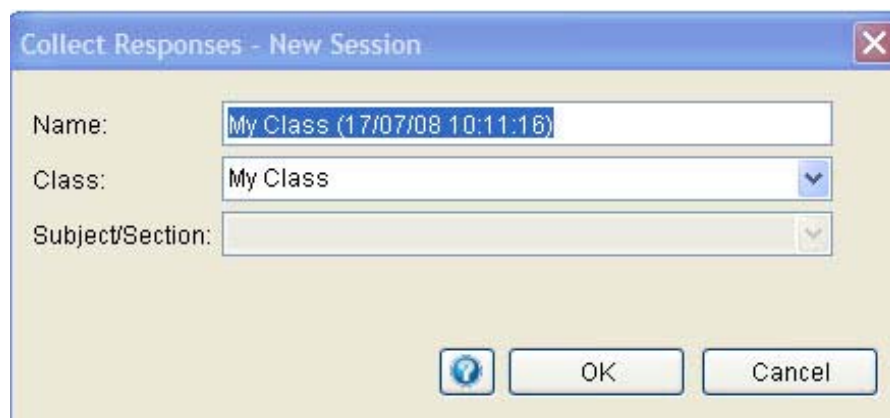 Collect Responses - New Session
Name: My Class (17/07/08 10:11:16)
Class: My Class
Subject/Section:
OK Cancel